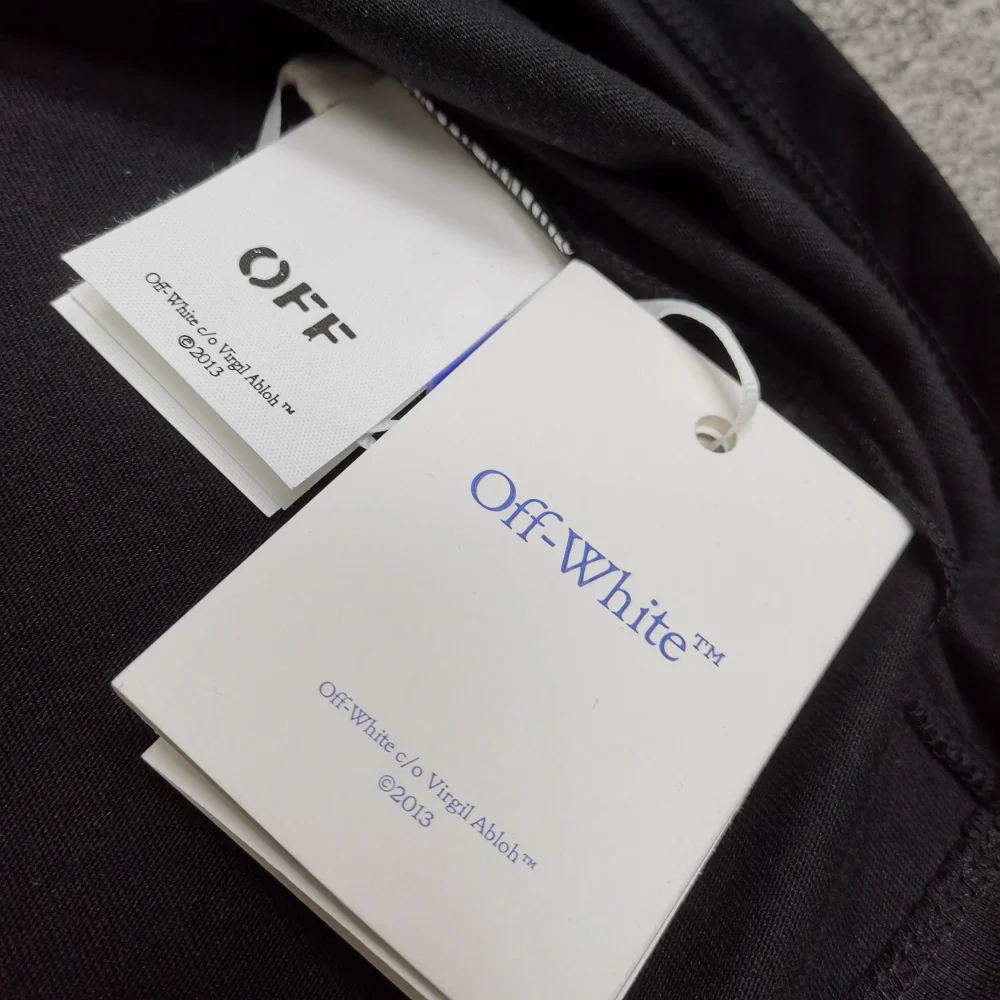 OFF
Off-White c/o Virgil Abloh™
©2013
Off-White™
Off-White c/o Virgil Abloh™
©2013